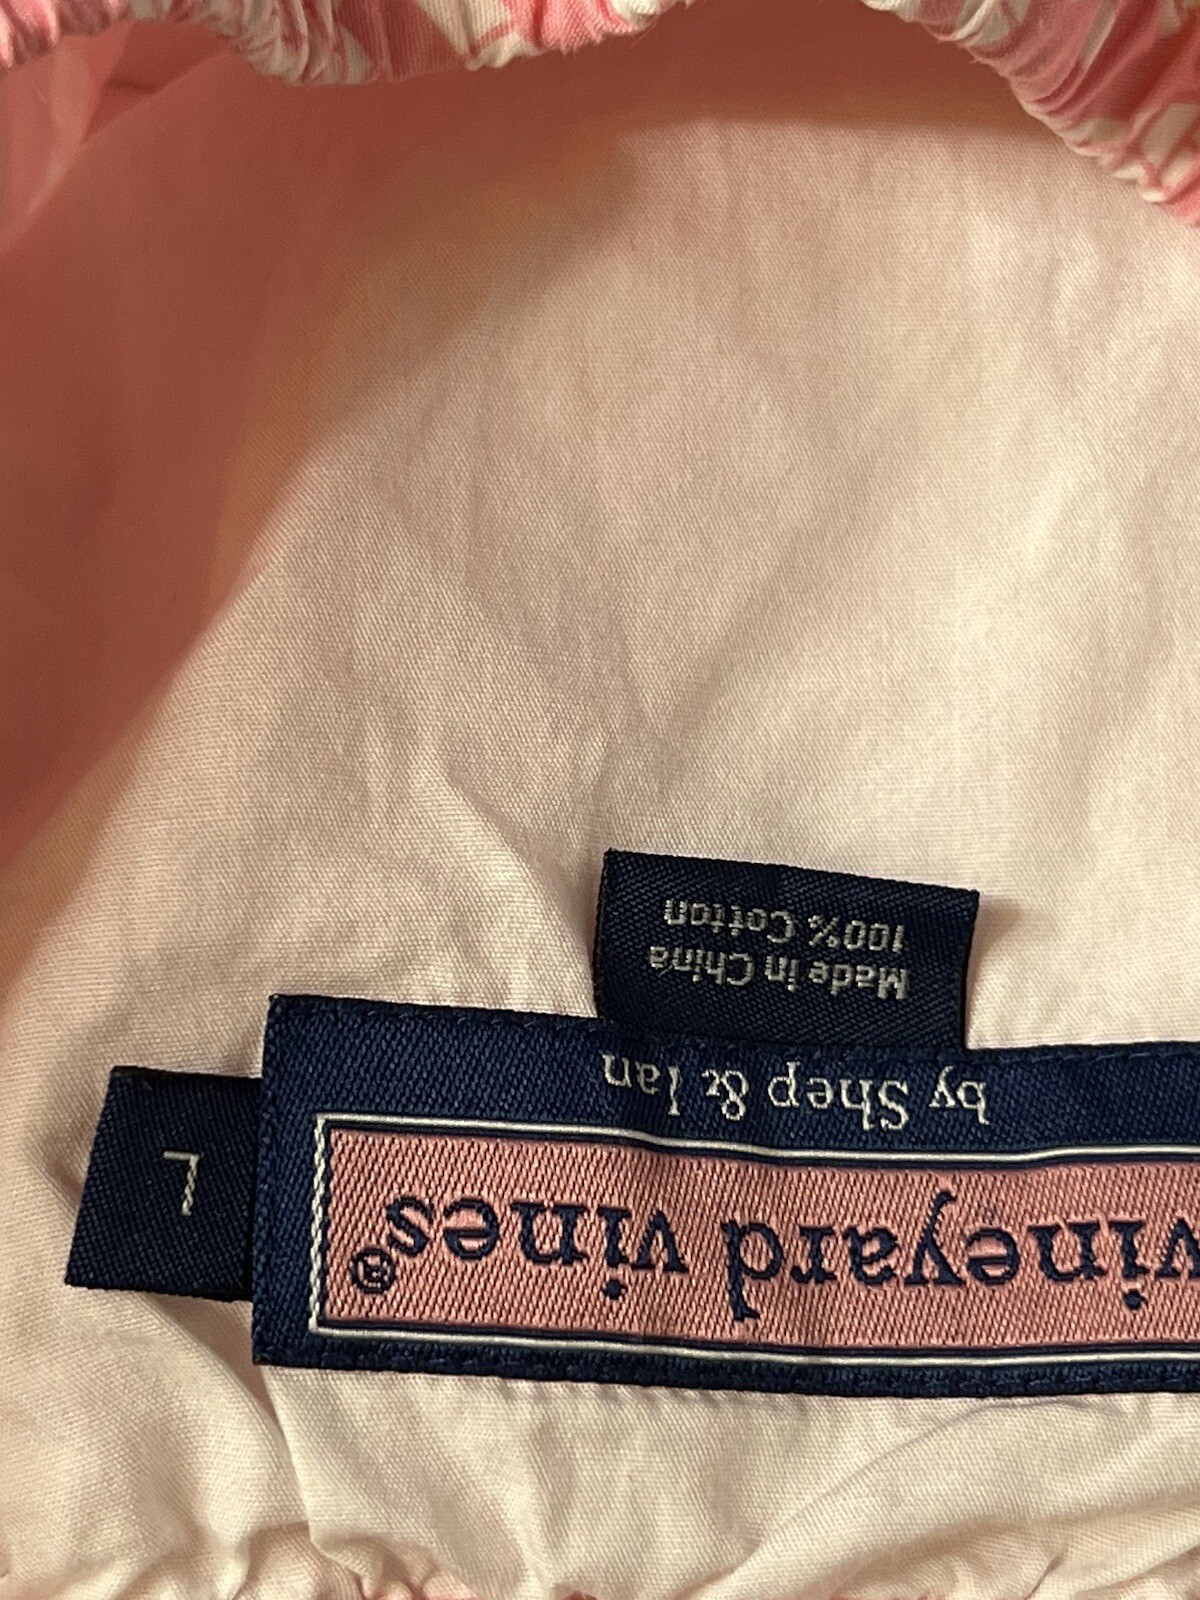 vineyard vines®
by Shep & Ian
L
Made in China
100% Cotton